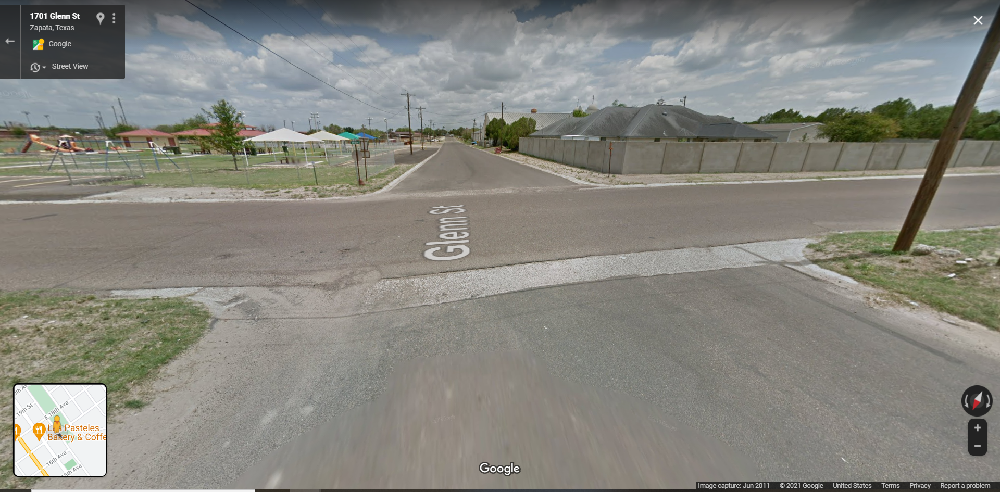 1701 Glenn St
Zapata, Texas
Google
Street View
Glenn St
19th St
E 18th Ave
Pasteles
Bakery & Coffe
16th Ave
Google
Image capture: Jun 2011 © 2021 Google United States Terms Privacy Report a problem